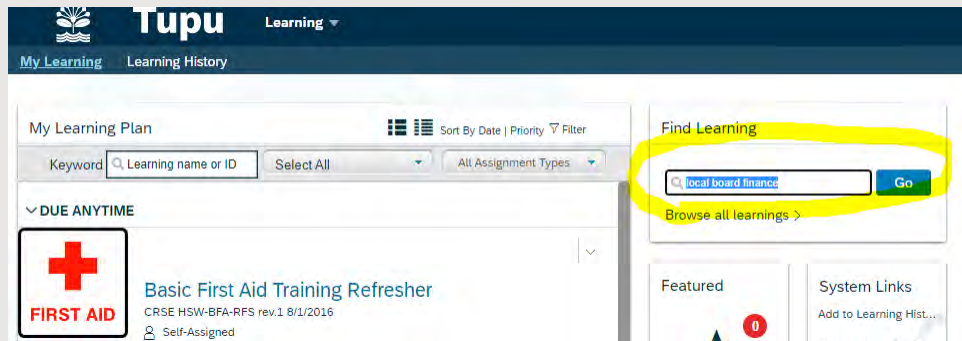 Tupu Learning
My Learning Learning History
My Learning Plan Sort By Date | Priority Filter
Keyword Learning name or ID Select All All Assignment Types
DUE ANYTIME
FIRST AID
Basic First Aid Training Refresher
CRSE HSW-BFA-RFS rev.1 8/1/2016
Self-Assigned
Find Learning
local board finance Go
Browse all learnings >
Featured
0
System Links
Add to Learning Hist...